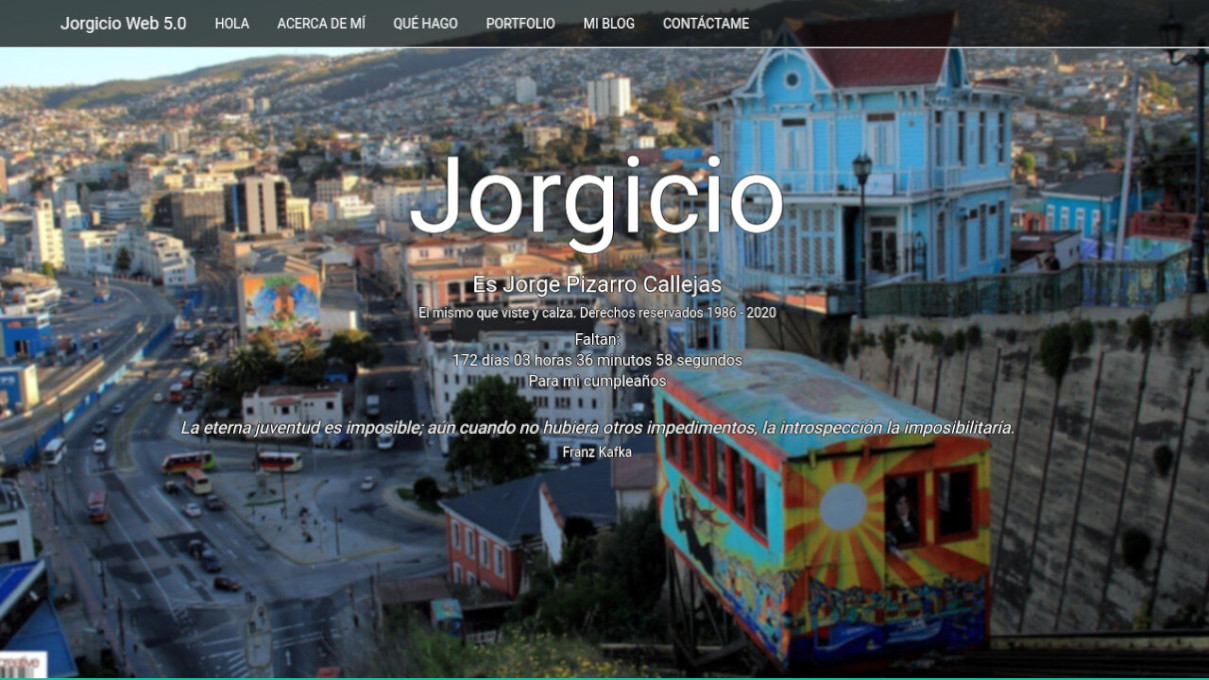 Jorgicio Web 5.0 HOLA ACERCA DE MÍ QUÉ HAGO PORTFOLIO MI BLOG CONTÁCTAME
Jorgicio
Es Jorge Pizarro Callejas
El mismo que viste y calza. Derechos reservados 1986 - 2020
Faltan:
172 días 03 horas 36 minutos 58 segundos
Para mi cumpleaños
La eterna juventud es imposible; aún cuando no hubiera otros impedimentos, la introspección la imposibilitaría.
Franz Kafka
creative